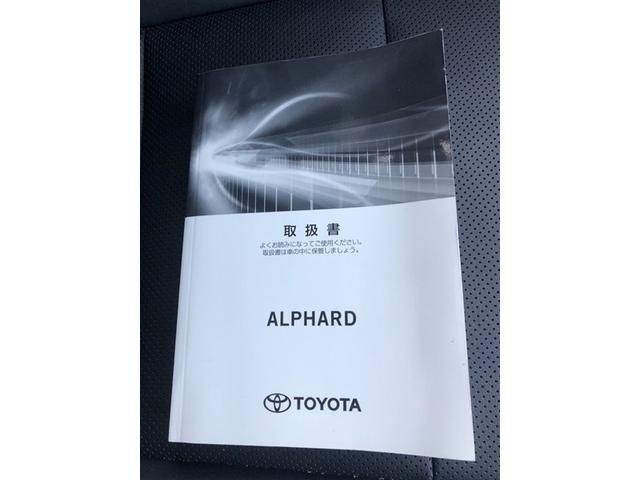 取扱書
よくお読みになってご使用ください。
取扱書は車の中に保管しましょう。
ALPHARD
TOYOTA